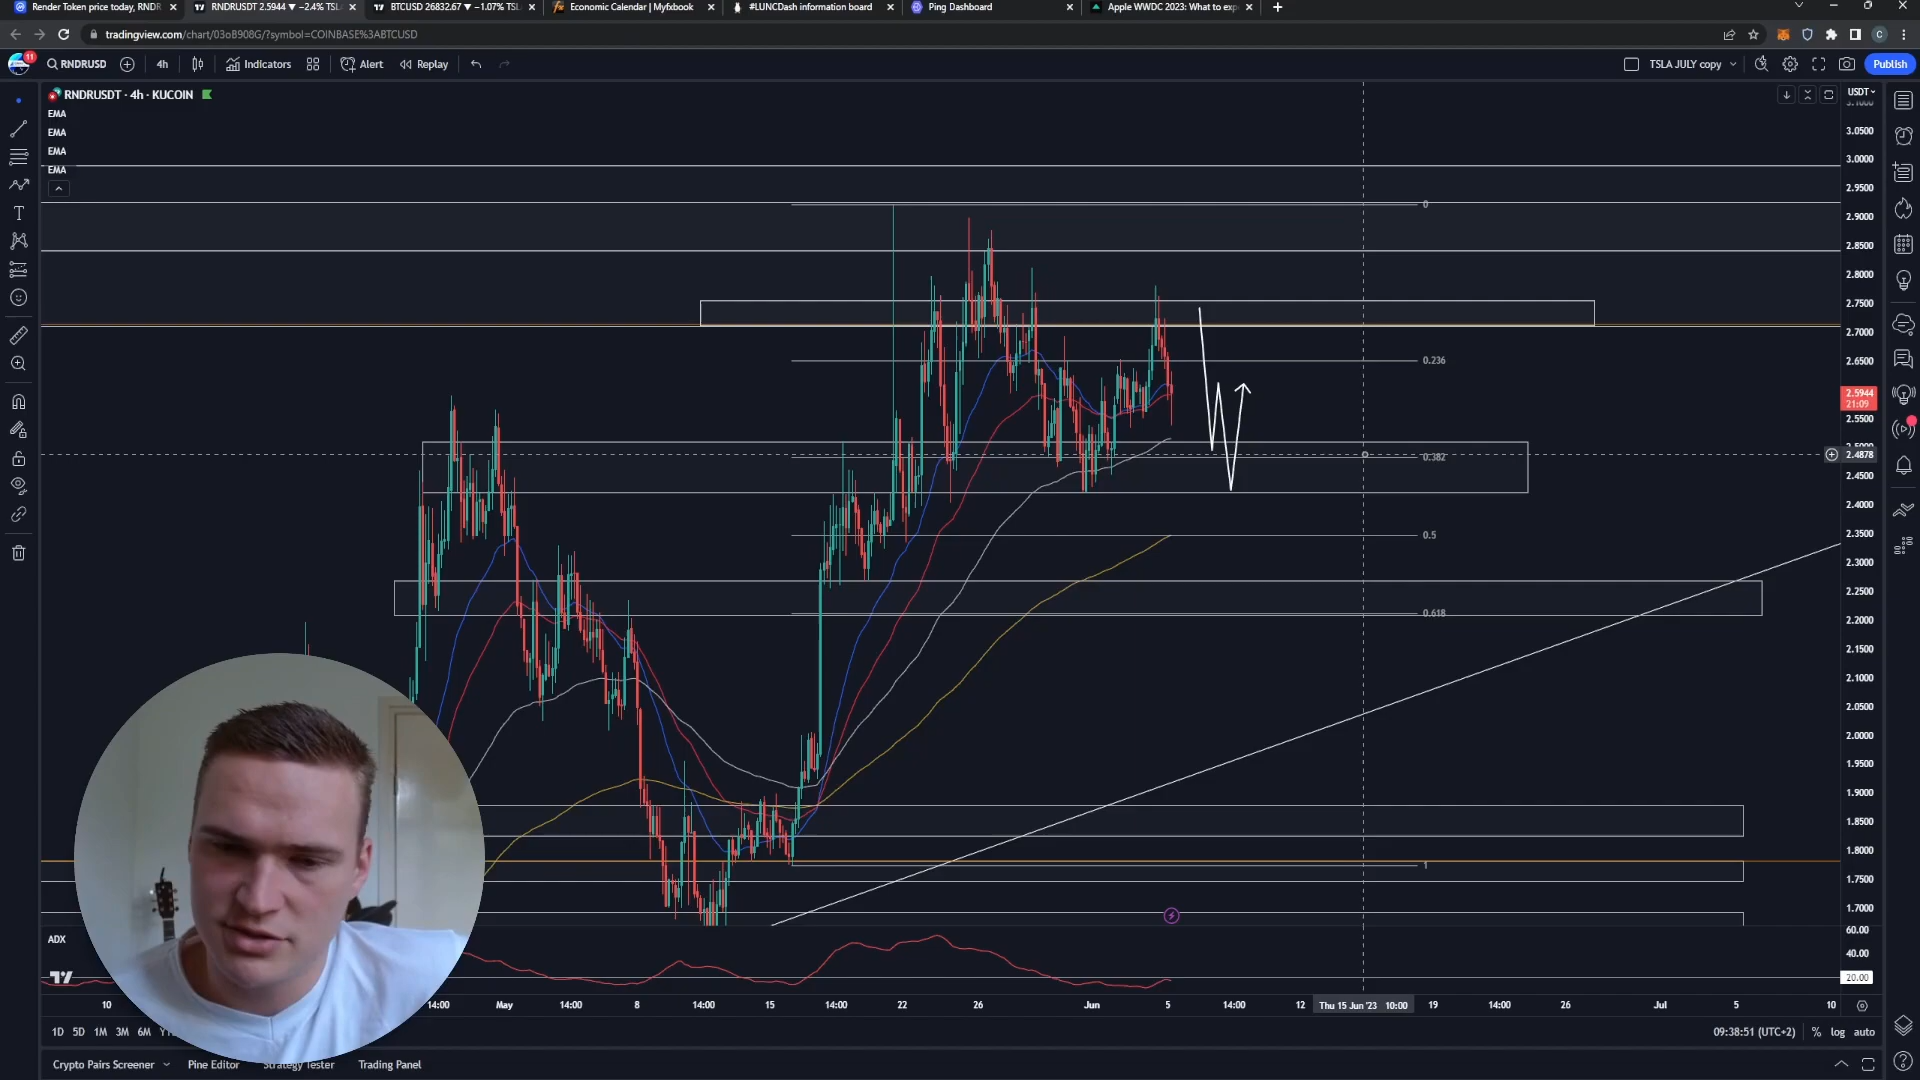 Render Token price today, RNDR
RNDRUSDT 2.5944 ▼ −2.4% TSLA
BTCUSD 26832.67 ▼ −1.07% TSL
Economic Calendar | Myfxbook
#LUNCDash information board
Ping Dashboard
Apple WWDC 2023: What to exp
tradingview.com/chart/03oB908G/?symbol=COINBASE%3ABTCUSD
C
11
RNDRUSD
4h
Indicators
Alert
Replay
TSLA JULY copy
Publish
RNDRUSDT · 4h · KUCOIN
USDT
EMA
EMA
EMA
EMA
3.0500
3.0000
2.9500
2.9000
2.8500
2.8000
2.7500
2.7000
2.6500
2.5944
21:09
2.5500
2.4878
2.4500
2.4000
2.3500
2.3000
2.2500
2.2000
2.1500
2.1000
2.0500
2.0000
1.9500
1.9000
1.8500
1.8000
1.7500
1.7000
60.00
40.00
20.00
0
0.236
0.382
0.5
0.618
1
ADX
10
14:00
May
14:00
8
14:00
15
14:00
22
26
Jun
5
14:00
12
Thu 15 Jun '23 10:00
19
14:00
26
Jul
5
10
1D 5D 1M 3M 6M
09:38:51 (UTC+2)
% log auto
Crypto Pairs Screener
Pine Editor
Strategy Tester
Trading Panel